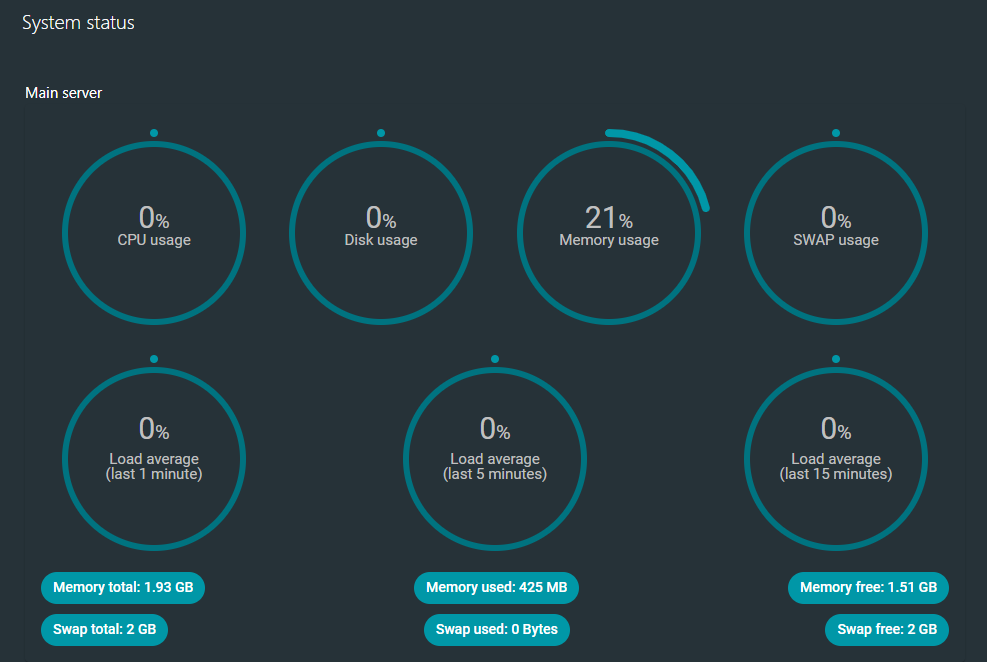 System status
Main server
0%
CPU usage
0%
Disk usage
21%
Memory usage
0%
SWAP usage
0%
Load average
(last 1 minute)
0%
Load average
(last 5 minutes)
0%
Load average
(last 15 minutes)
Memory total: 1.93 GB
Memory used: 425 MB
Memory free: 1.51 GB
Swap total: 2 GB
Swap used: 0 Bytes
Swap free: 2 GB